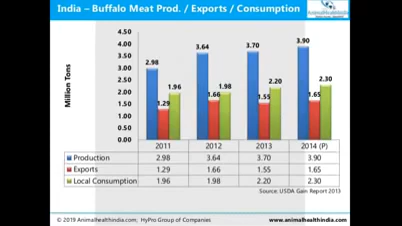 India – Buffalo Meat Prod. / Exports / Consumption
Million Tons
4.50
4.00
3.50
3.00
2.50
2.00
1.50
1.00
0.50
0.00
2.98
1.29
1.96
3.64
1.66
1.98
3.70
1.55
2.20
3.90
1.65
2.30
2011 2012 2013 2014 (P)
Production 2.98 3.64 3.70 3.90
Exports 1.29 1.66 1.55 1.65
Local Consumption 1.96 1.98 2.20 2.30
Source: USDA Gain Report 2013
© 2019 Animalhealthindia.com; HyPro Group of Companies www.animalhealthindia.com